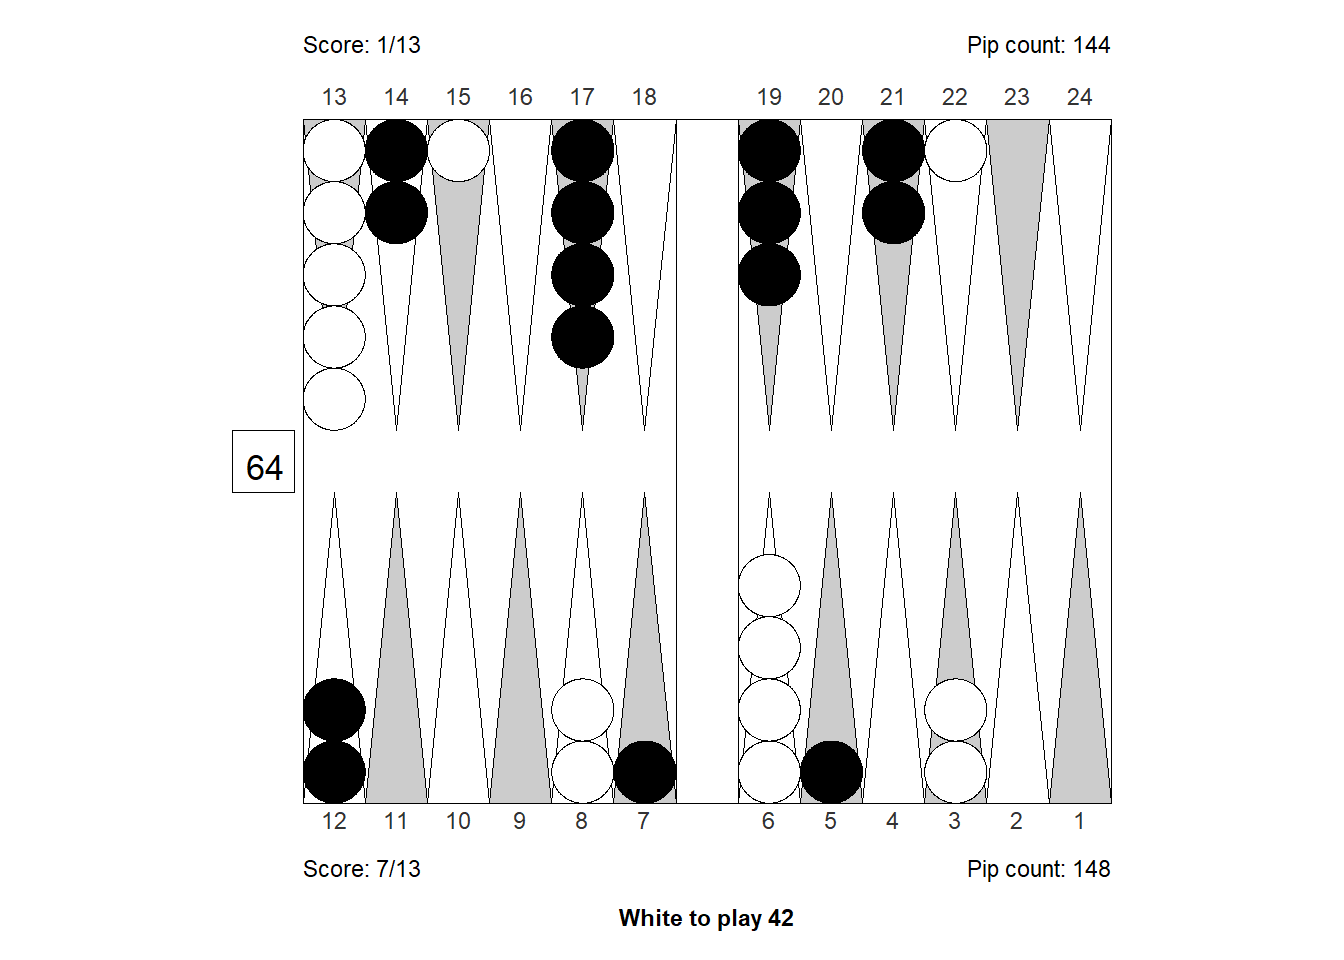 Score: 1/13 Pip count: 144
13 14 15 16 17 18 19 20 21 22 23 24
64
12 11 10 9 8 7 6 5 4 3 2 1
Score: 7/13 Pip count: 148
White to play 42